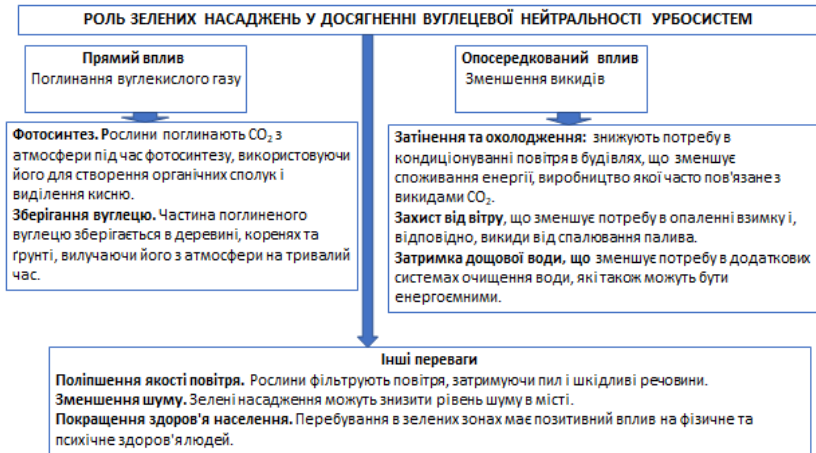 РОЛЬ ЗЕЛЕНИХ НАСАДЖЕНЬ У ДОСЯГНЕННІ ВУГЛЕЦЕВОЇ НЕЙТРАЛЬНОСТІ УРБОСИСТЕМ
Прямий вплив
Поглинання вуглекислого газу
Фотосинтез. Рослини поглинають CO₂ з
атмосфери під час фотосинтезу, використовуючи
його для створення органічних сполук і
виділення кисню.
Зберігання вуглецю. Частина поглиненого
вуглецю зберігається в деревині, коренях та
ґрунті, вилучаючи його з атмосфери на тривалий
час.
Опосередкований вплив
Зменшення викидів
Затінення та охолодження: знижують потребу в
кондиціонуванні повітря в будівлях, що зменшує
споживання енергії, виробництво якої часто пов'язане з
викидами CO₂.
Захист від вітру, що зменшує потребу в опаленні взимку і,
відповідно, викиди від спалювання палива.
Затримка дощової води, що зменшує потребу в додаткових
системах очищення води, які також можуть бути
енергоємними.
Інші переваги
Поліпшення якості повітря. Рослини фільтрують повітря, затримуючи пил і шкідливі речовини.
Зменшення шуму. Зелені насадження можуть знизити рівень шуму в місті.
Покращення здоров'я населення. Перебування в зелених зонах має позитивний вплив на фізичне та
психічне здоров'я людей.